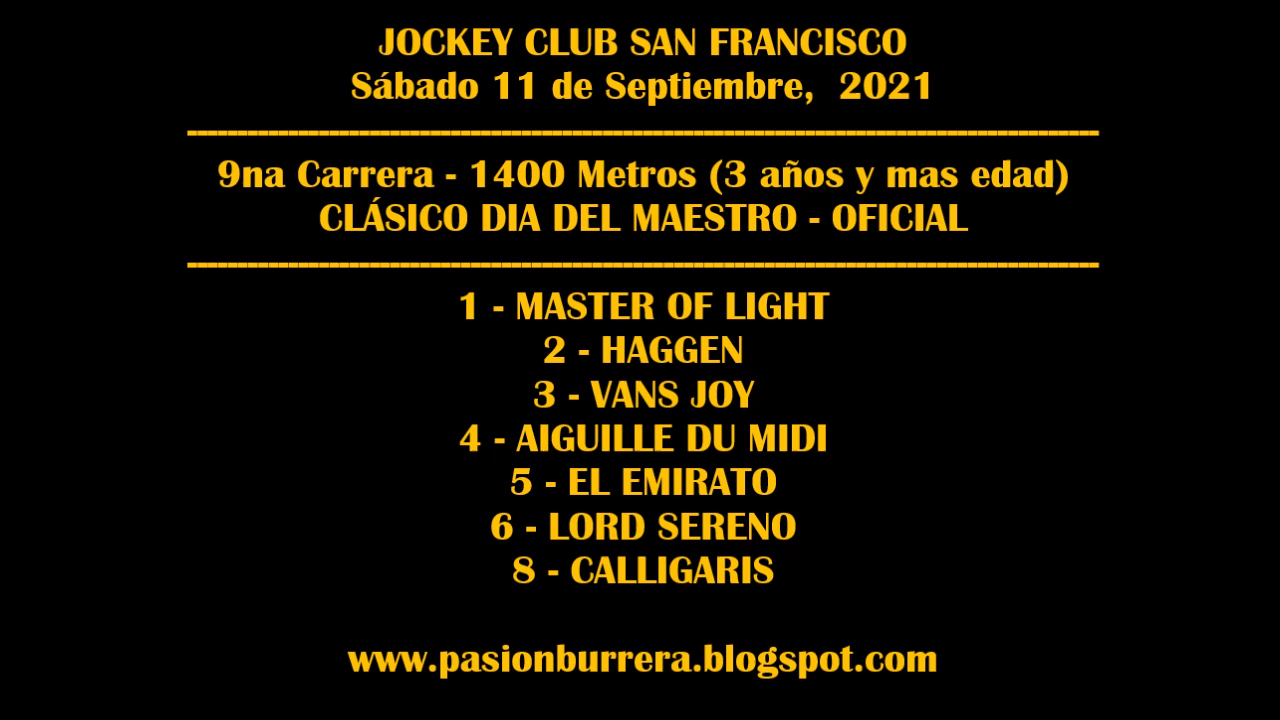 JOCKEY CLUB SAN FRANCISCO
Sábado 11 de Septiembre,  2021
--------------------------------------------------------------------------------------------
9na Carrera - 1400 Metros (3 años y mas edad)
CLÁSICO DIA DEL MAESTRO - OFICIAL
--------------------------------------------------------------------------------------------
1 - MASTER OF LIGHT
2 - HAGGEN
3 - VANS JOY
4 - AIGUILLE DU MIDI
5 - EL EMIRATO
6 - LORD SERENO
8 - CALLIGARIS
www.pasionburrera.blogspot.com